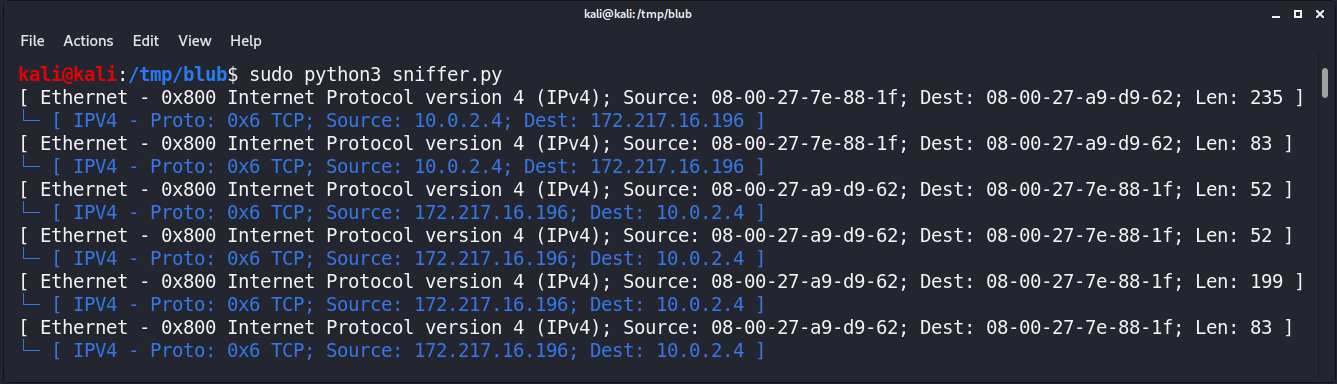 kali@kali:/tmp/blub
File Actions Edit View Help
kali@kali:/tmp/blub$ sudo python3 sniffer.py
[ Ethernet - 0x800 Internet Protocol version 4 (IPv4); Source: 08-00-27-7e-88-1f; Dest: 08-00-27-a9-d9-62; Len: 235 ]
└─ [ IPV4 - Proto: 0x6 TCP; Source: 10.0.2.4; Dest: 172.217.16.196 ]
[ Ethernet - 0x800 Internet Protocol version 4 (IPv4); Source: 08-00-27-7e-88-1f; Dest: 08-00-27-a9-d9-62; Len: 83 ]
└─ [ IPV4 - Proto: 0x6 TCP; Source: 10.0.2.4; Dest: 172.217.16.196 ]
[ Ethernet - 0x800 Internet Protocol version 4 (IPv4); Source: 08-00-27-a9-d9-62; Dest: 08-00-27-7e-88-1f; Len: 52 ]
└─ [ IPV4 - Proto: 0x6 TCP; Source: 172.217.16.196; Dest: 10.0.2.4 ]
[ Ethernet - 0x800 Internet Protocol version 4 (IPv4); Source: 08-00-27-a9-d9-62; Dest: 08-00-27-7e-88-1f; Len: 52 ]
└─ [ IPV4 - Proto: 0x6 TCP; Source: 172.217.16.196; Dest: 10.0.2.4 ]
[ Ethernet - 0x800 Internet Protocol version 4 (IPv4); Source: 08-00-27-a9-d9-62; Dest: 08-00-27-7e-88-1f; Len: 199 ]
└─ [ IPV4 - Proto: 0x6 TCP; Source: 172.217.16.196; Dest: 10.0.2.4 ]
[ Ethernet - 0x800 Internet Protocol version 4 (IPv4); Source: 08-00-27-a9-d9-62; Dest: 08-00-27-7e-88-1f; Len: 83 ]
└─ [ IPV4 - Proto: 0x6 TCP; Source: 172.217.16.196; Dest: 10.0.2.4 ]